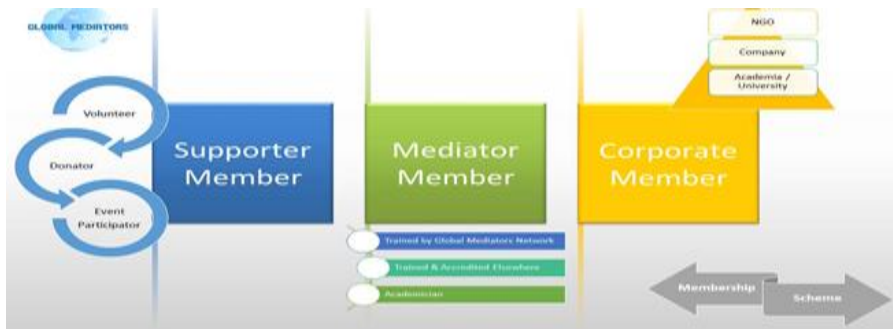 GLOBAL MEDIATORS
Volunteer
Donator
Event
Participator
Supporter
Member
Mediator
Member
Trained by Global Mediators Network
Trained & Accredited Elsewhere
Academician
Corporate
Member
NGO
Company
Academia /
University
Membership
Scheme